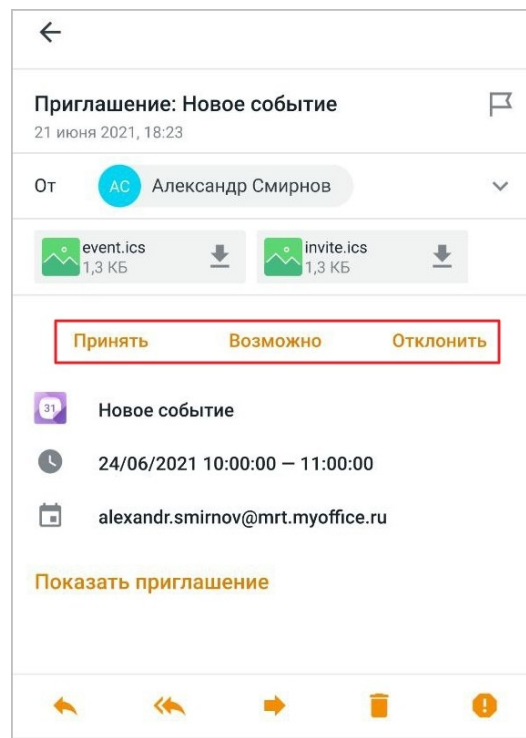 Приглашение: Новое событие
21 июня 2021, 18:23
От АС Александр Смирнов
event.ics invite.ics
1,3 КБ 1,3 КБ
Принять Возможно Отклонить
31 Новое событие
24/06/2021 10:00:00 — 11:00:00
alexandr.smirnov@mrt.myoffice.ru
Показать приглашение